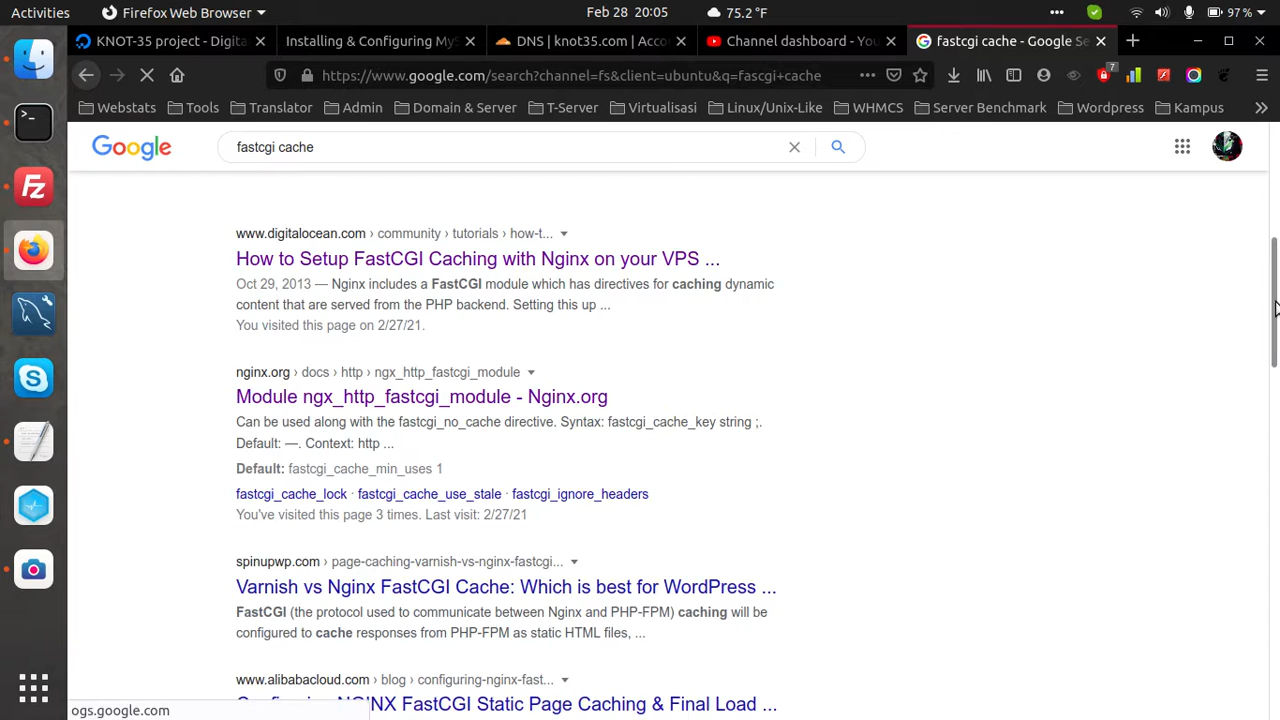 Activities
Firefox Web Browser
Feb 28 20:05
75.2 °F
97 %
KNOT-35 project - Digita
Installing & Configuring My
DNS | knot35.com | Acco
Channel dashboard - You
fastcgi cache - Google Se
https://www.google.com/search?channel=fs&client=ubuntu&q=fascgi+cache
7
Webstats
Tools
Translator
Admin
Domain & Server
T-Server
Virtualisasi
Linux/Unix-Like
WHMCS
Server Benchmark
Wordpress
Kampus
Google
fastcgi cache
www.digitalocean.com › community › tutorials › how-t...
How to Setup FastCGI Caching with Nginx on your VPS ...
Oct 29, 2013 — Nginx includes a FastCGI module which has directives for caching dynamic
content that are served from the PHP backend. Setting this up ...
You visited this page on 2/27/21.
nginx.org › docs › http › ngx_http_fastcgi_module
Module ngx_http_fastcgi_module - Nginx.org
Can be used along with the fastcgi_no_cache directive. Syntax: fastcgi_cache_key string ;.
Default: —. Context: http ...
Default: fastcgi_cache_min_uses 1
fastcgi_cache_lock · fastcgi_cache_use_stale · fastcgi_ignore_headers
You've visited this page 3 times. Last visit: 2/27/21
spinupwp.com › page-caching-varnish-vs-nginx-fastcgi...
Varnish vs Nginx FastCGI Cache: Which is best for WordPress ...
FastCGI (the protocol used to communicate between Nginx and PHP-FPM) caching will be
configured to cache responses from PHP-FPM as static HTML files, ...
www.alibabacloud.com › blog › configuring-nginx-fast...
Configuring NGINX FastCGI Static Page Caching & Final Load ...
ogs.google.com